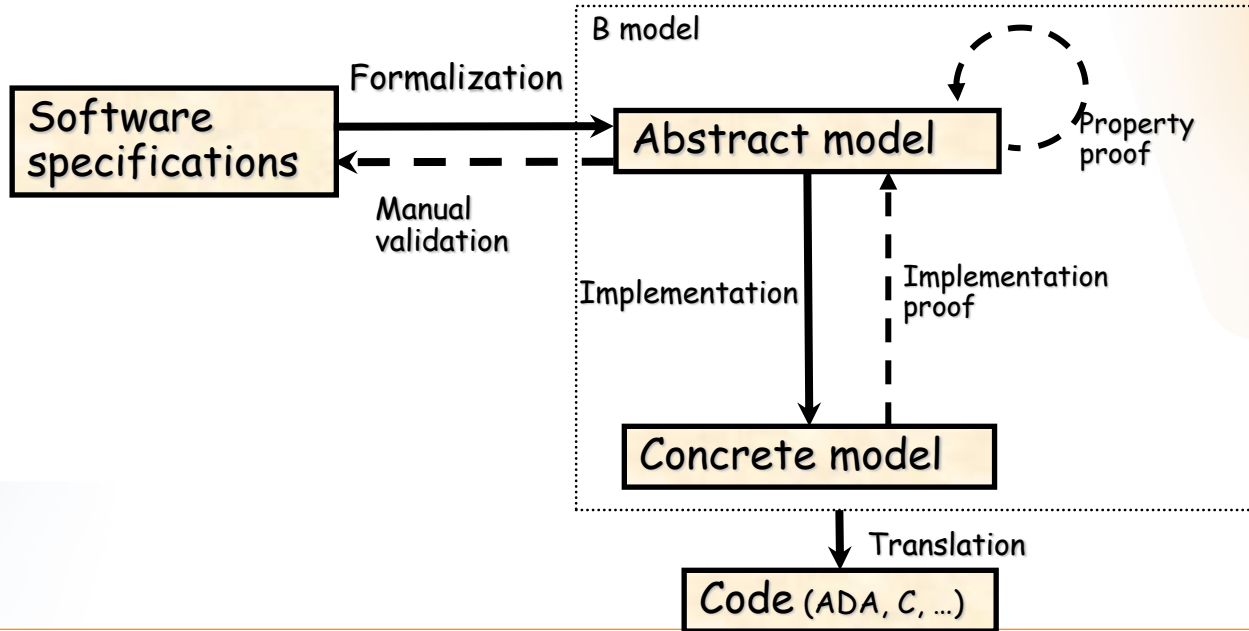 B model
Formalization
Software
specifications
Abstract model
Property
proof
Manual
validation
Implementation
Implementation
proof
Concrete model
Translation
Code (ADA, C, ...)